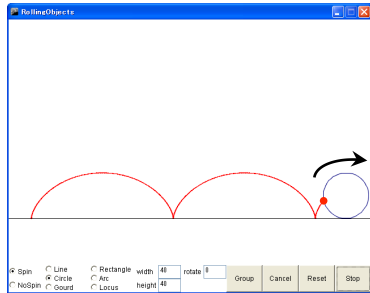 RollingObjects
Spin Line Rectangle width 40 rotate 0
Circle Arc
NoSpin Gourd Locus height 40
Group Cancel Reset Stop